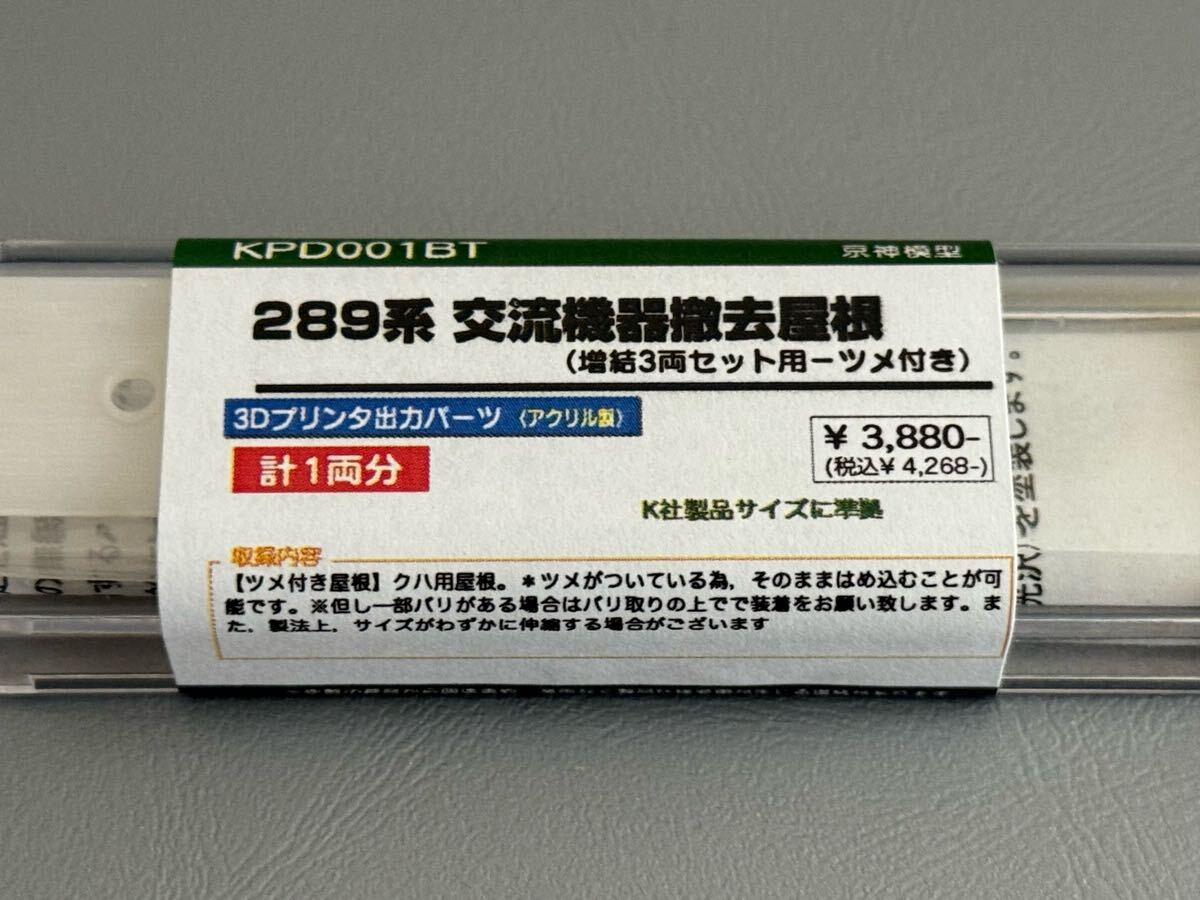 KPD001BT 京神模型
289系 交流機器撤去屋根
(増結3両セット用ーツメ付き)
3Dプリンタ出力パーツ (アクリル製)
¥ 3,880-
計1両分
(税込¥ 4,268-)
K社製品サイズに準拠
収録内容
【ツメ付き屋根】クハ用屋根。*ツメがついている為、そのままはめ込むことが可
能です。※但し一部バリがある場合はバリ取りの上でで装着をお願い致します。ま
た、製法上、サイズがわずかに伸縮する場合がございます
光沢)を塗装します。